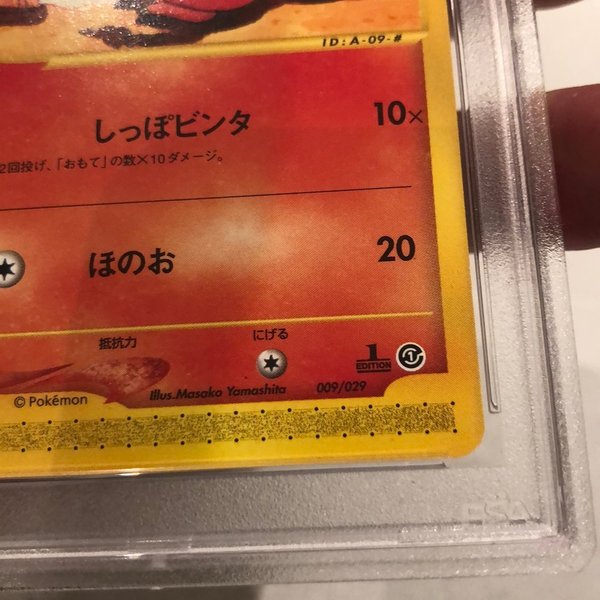 ID:A-09-#
しっぽビンタ 10×
2回投げ、「おもて」の数×10ダメージ。
ほのお 20
抵抗力 にげる
1
EDITION
© Pokémon Illus.Masako Yamashita 009/029
PSA